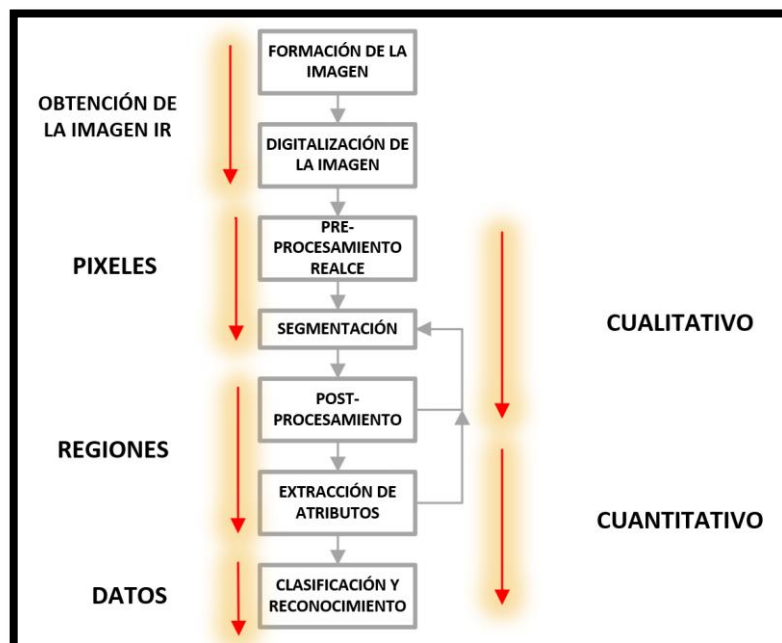 FORMACIÓN DE LA
IMAGEN
OBTENCIÓN DE
LA IMAGEN IR
DIGITALIZACIÓN DE
LA IMAGEN
PRE-
PROCESAMIENTO
REALCE
PIXELES
SEGMENTACIÓN
CUALITATIVO
POST-
PROCESAMIENTO
REGIONES
EXTRACCIÓN DE
ATRIBUTOS
CUANTITATIVO
DATOS
CLASIFICACIÓN Y
RECONOCIMIENTO